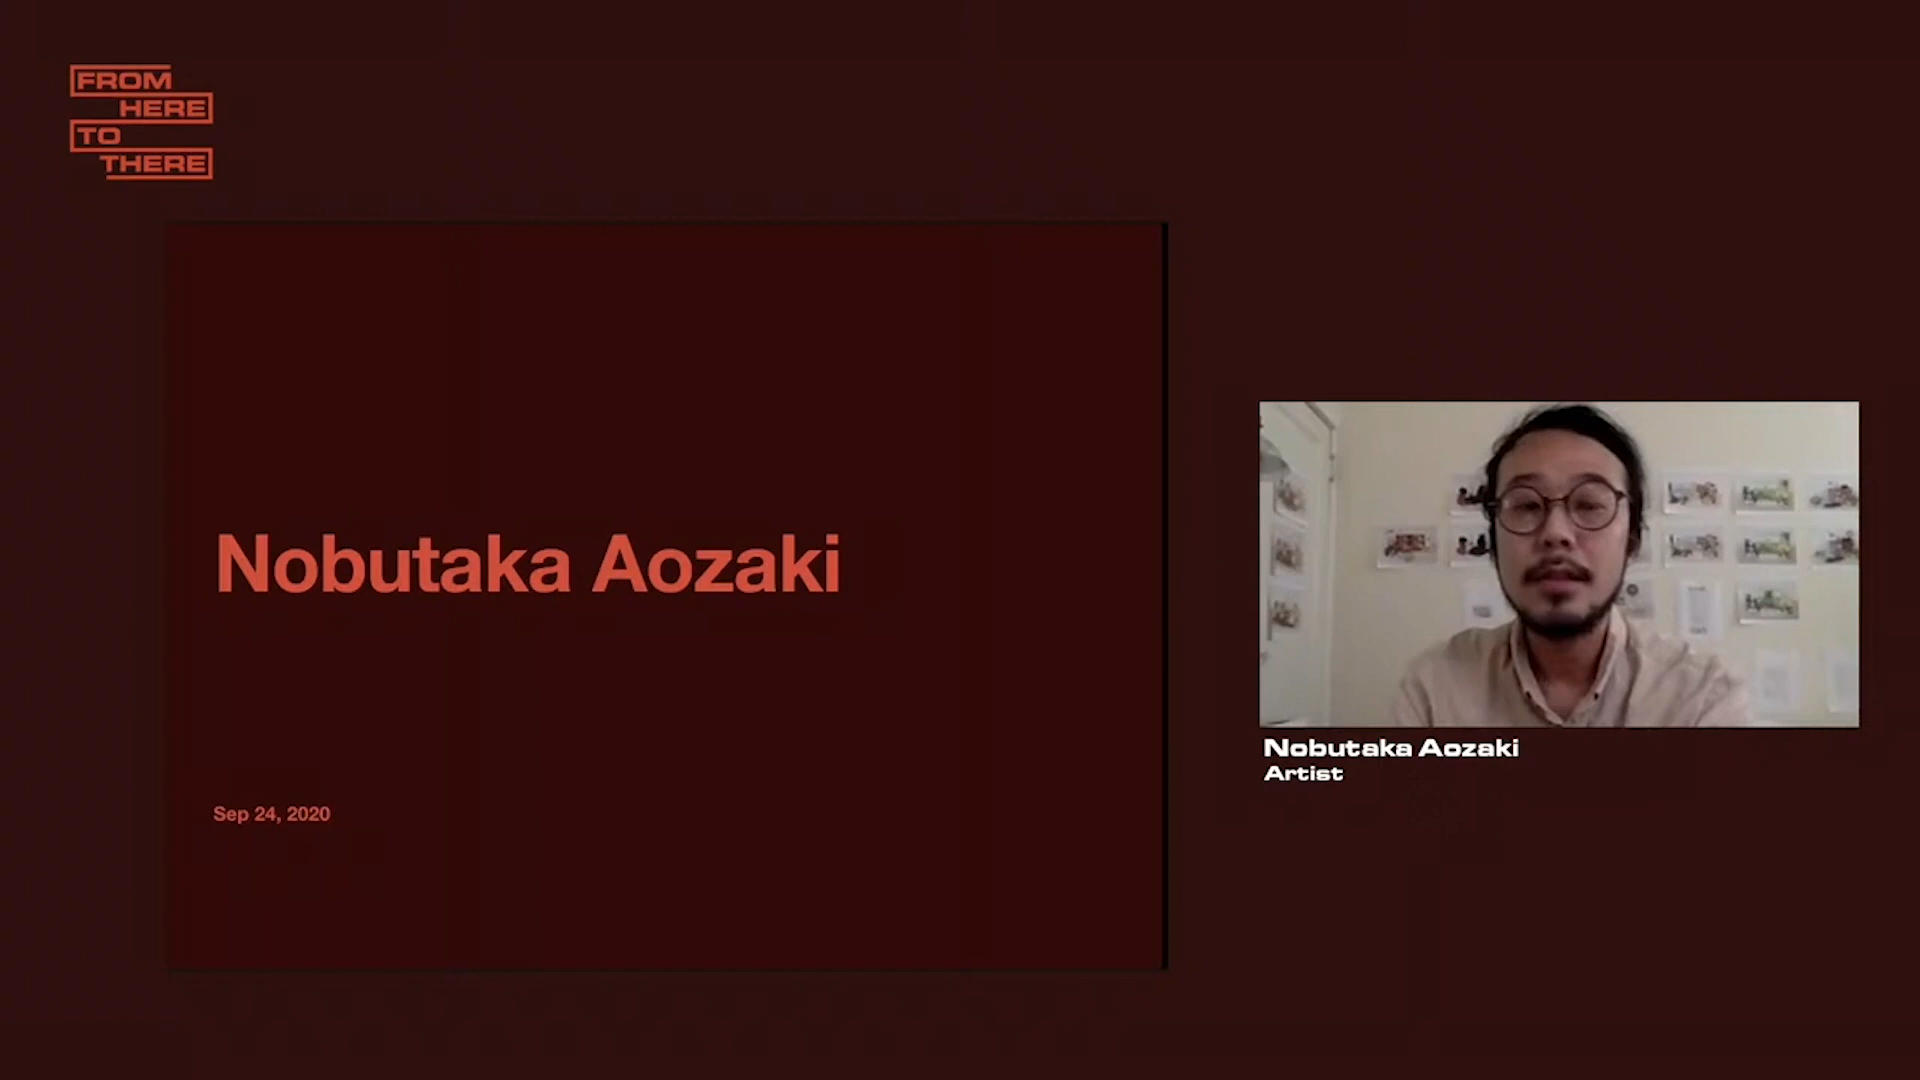 FROM
HERE
TO
THERE
Nobutaka Aozaki
Sep 24, 2020
Nobutaka Aozaki
Artist